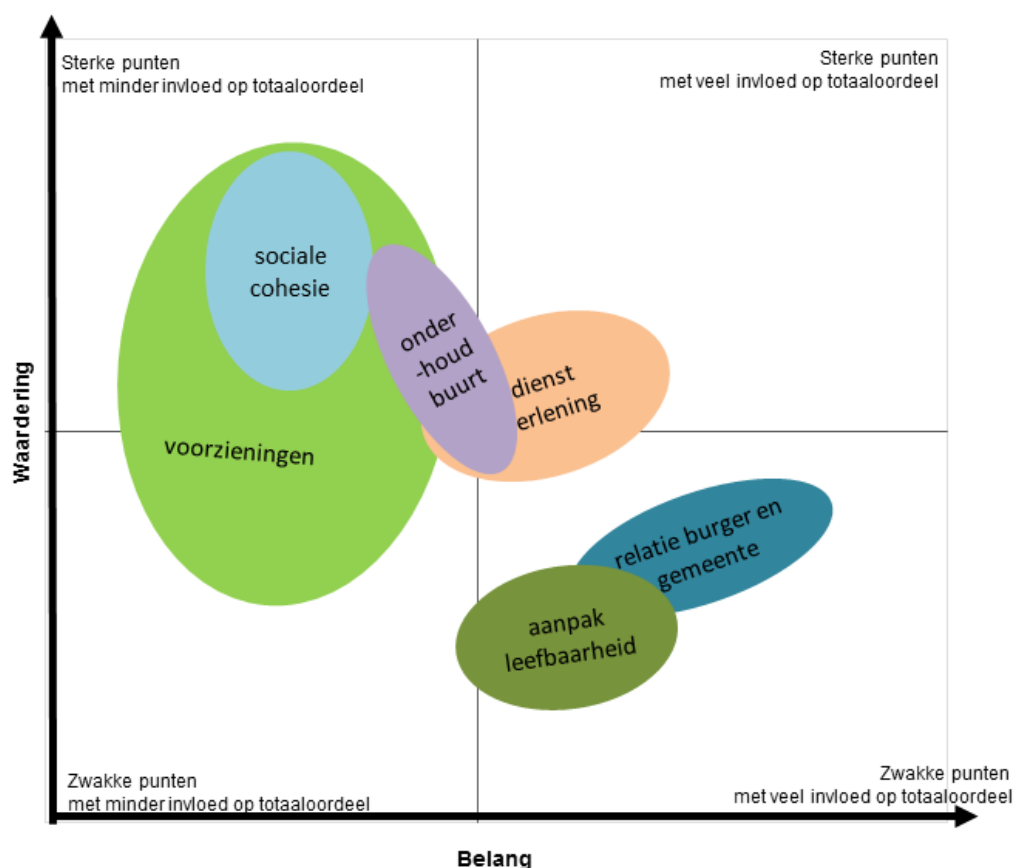 Sterke punten
met minder invloed op totaaloordeel
Sterke punten
met veel invloed op totaaloordeel
sociale
cohesie
onder
-houd
buurt
dienst
erlening
voorzieningen
Waardering
relatie burger en
gemeente
aanpak
leefbaarheid
Zwakke punten
met minder invloed op totaaloordeel
Zwakke punten
met veel invloed op totaaloordeel
Belang